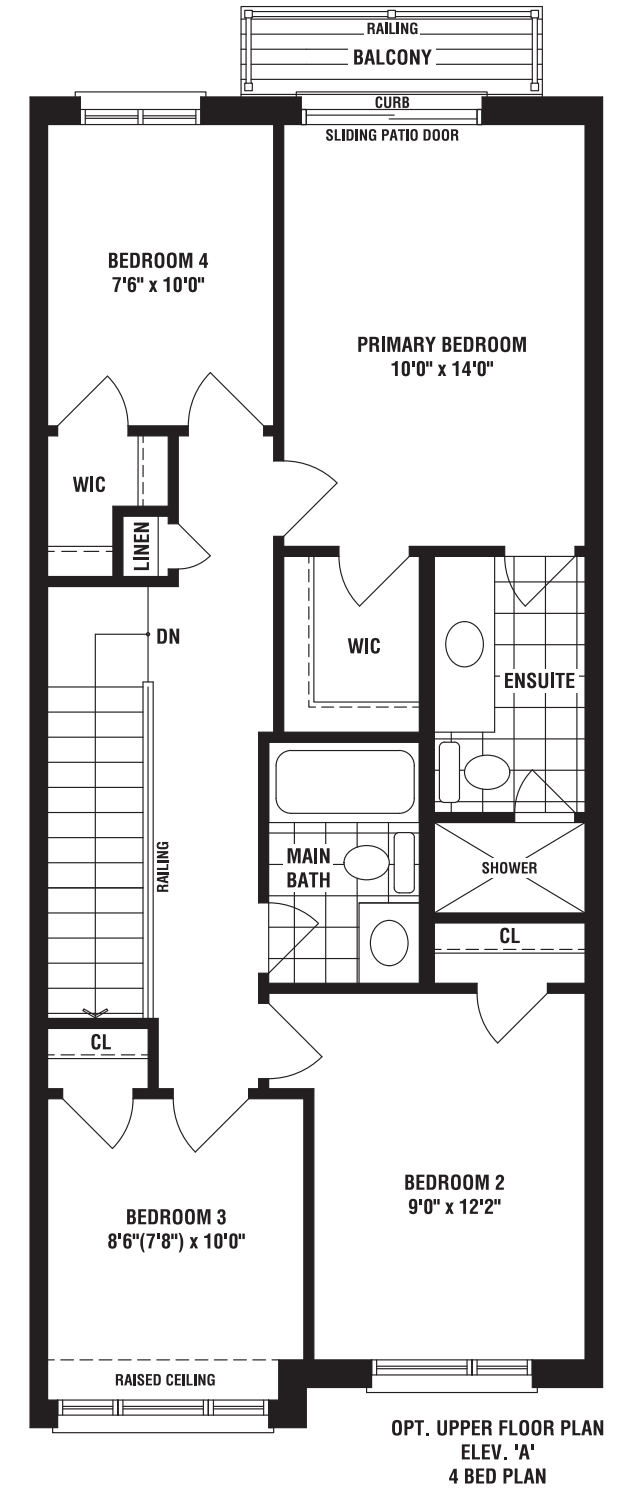 RAILING
BALCONY
CURB
SLIDING PATIO DOOR
BEDROOM 4
7'6" x 10'0"
PRIMARY BEDROOM
10'0" x 14'0"
WIC
LINEN
DN
WIC
ENSUITE
RAILING
MAIN
BATH
SHOWER
CL
CL
BEDROOM 2
9'0" x 12'2"
BEDROOM 3
8'6"(7'8") x 10'0"
RAISED CEILING
OPT. UPPER FLOOR PLAN
ELEV. 'A'
4 BED PLAN